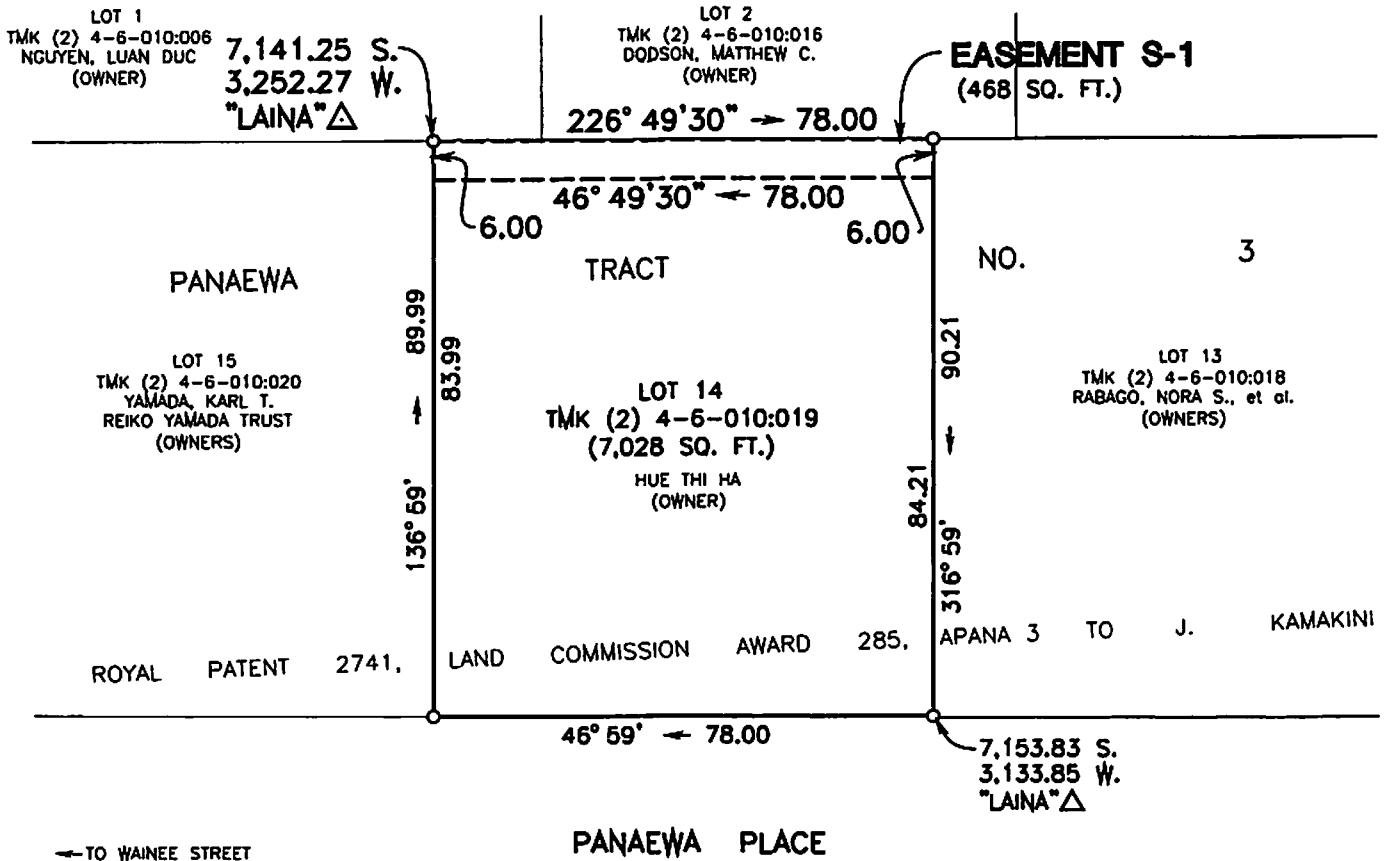 LOT 1
TMK (2) 4-6-010:006
NGUYEN, LUAN DUC
(OWNER)
7,141.25 S.
3,252.27 W.
"LAINA"△
LOT 2
TMK (2) 4-6-010:016
DODSON, MATTHEW C.
(OWNER)
EASEMENT S-1
(468 SQ. FT.)
226° 49'30" → 78.00
46° 49'30" ← 78.00
6.00
6.00
PANAEWA TRACT NO. 3
LOT 15
TMK (2) 4-6-010:020
YAMADA, KARL T.
REIKO YAMADA TRUST
(OWNERS)
136° 59' → 89.99
83.99
LOT 14
TMK (2) 4-6-010:019
(7,028 SQ. FT.)
HUE THI HA
(OWNER)
84.21
316° 59' ← 90.21
LOT 13
TMK (2) 4-6-010:018
RABAGO, NORA S., et al.
(OWNERS)
ROYAL PATENT 2741, LAND COMMISSION AWARD 285, APANA 3 TO J. KAMAKINI
46° 59' ← 78.00
7,153.83 S.
3,133.85 W.
"LAINA"△
←TO WAINEE STREET
PANAEWA PLACE